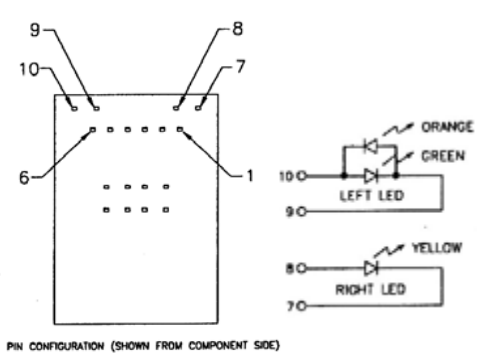 9
8
10
7
6
1
ORANGE
GREEN
10
LEFT LED
9
YELLOW
8
RIGHT LED
7
PIN CONFIGURATION (SHOWN FROM COMPONENT SIDE)